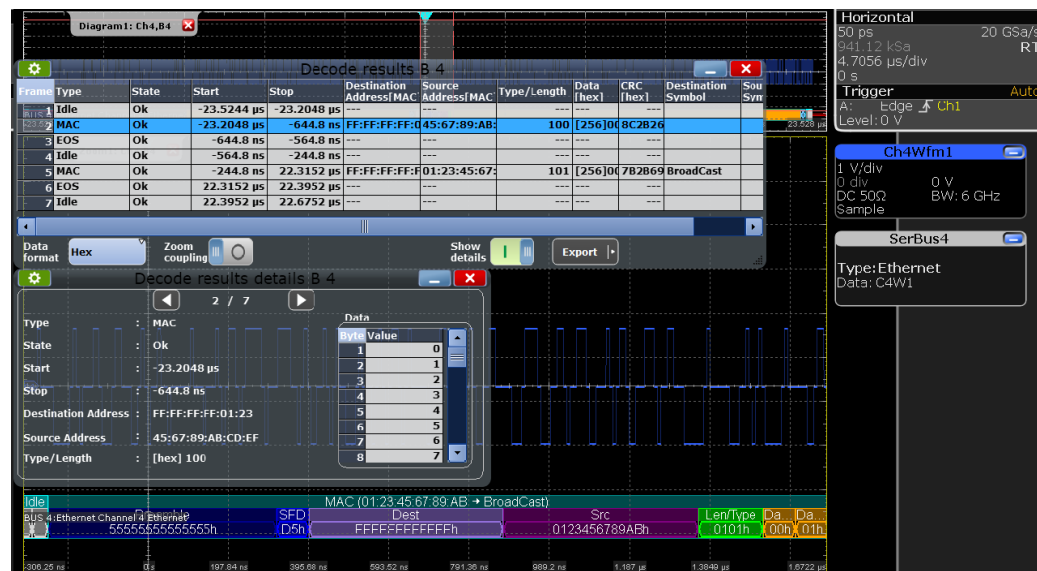 Diagram1: Ch4,B4
Decode results B 4
Frame Type State Start Stop Destination Address[MAC Source Address[MAC Type/Length Data [hex] CRC [hex] Destination Symbol Sou Sym
1 Idle Ok -23.5244 µs -23.2048 µs --- --- --- --- ---
2 MAC Ok -23.2048 µs -644.8 ns FF:FF:FF:FF:0 45:67:89:AB: 100 [256]00 8C2B26
3 EOS Ok -644.8 ns -564.8 ns --- --- --- --- ---
4 Idle Ok -564.8 ns -244.8 ns --- --- --- --- ---
5 MAC Ok -244.8 ns 22.3152 µs FF:FF:FF:FF:F 01:23:45:67: 101 [256]00 7B2B69 BroadCast
6 EOS Ok 22.3152 µs 22.3952 µs --- --- --- --- ---
7 Idle Ok 22.3952 µs 22.6752 µs --- --- --- --- ---
23.528 µs
Data format Hex Zoom coupling Show details Export
Decode results details B 4
2 / 7
Type : MAC
State : Ok
Start : -23.2048 µs
Stop : -644.8 ns
Destination Address : FF:FF:FF:FF:01:23
Source Address : 45:67:89:AB:CD:EF
Type/Length : [hex] 100
Data
Byte Value
1 0
2 1
3 2
4 3
5 4
6 5
7 6
8 7
Idle MAC (01:23:45:67:89:AB → BroadCast)
Preamble SFD Dest Src Len/Type Da... Da...
BUS 4:Ethernet Channel 4 Ethernet
55555555555555h D5h FFFFFFFFFFFFh 0123456789ABh 0101h 00h 01h
-306.25 ns 0 s 197.84 ns 395.68 ns 593.52 ns 791.36 ns 989.2 ns 1.187 µs 1.3849 µs 1.6722 µs
Horizontal
50 ps 20 GSa/s
941.12 kSa RT
4.7056 µs/div
0 s
Trigger Auto
A: Edge Ch1
Level: 0 V
Ch4Wfm1
1 V/div
0 div 0 V
DC 50Ω BW: 6 GHz
Sample
SerBus4
Type:Ethernet
Data: C4W1